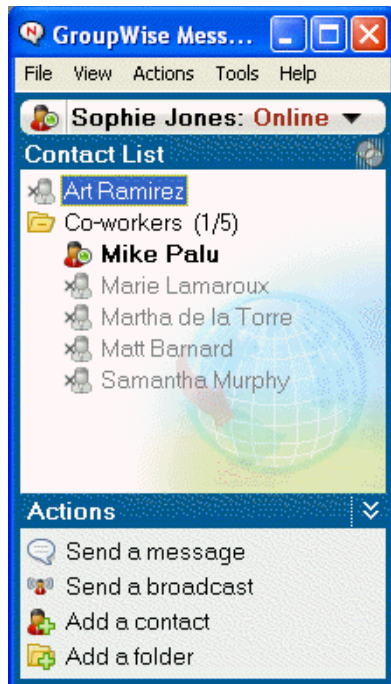 GroupWise Mess...
File View Actions Tools Help
Sophie Jones: Online
Contact List
Art Ramirez
Co-workers (1/5)
Mike Palu
Marie Lamaroux
Martha de la Torre
Matt Barnard
Samantha Murphy
Actions
Send a message
Send a broadcast
Add a contact
Add a folder